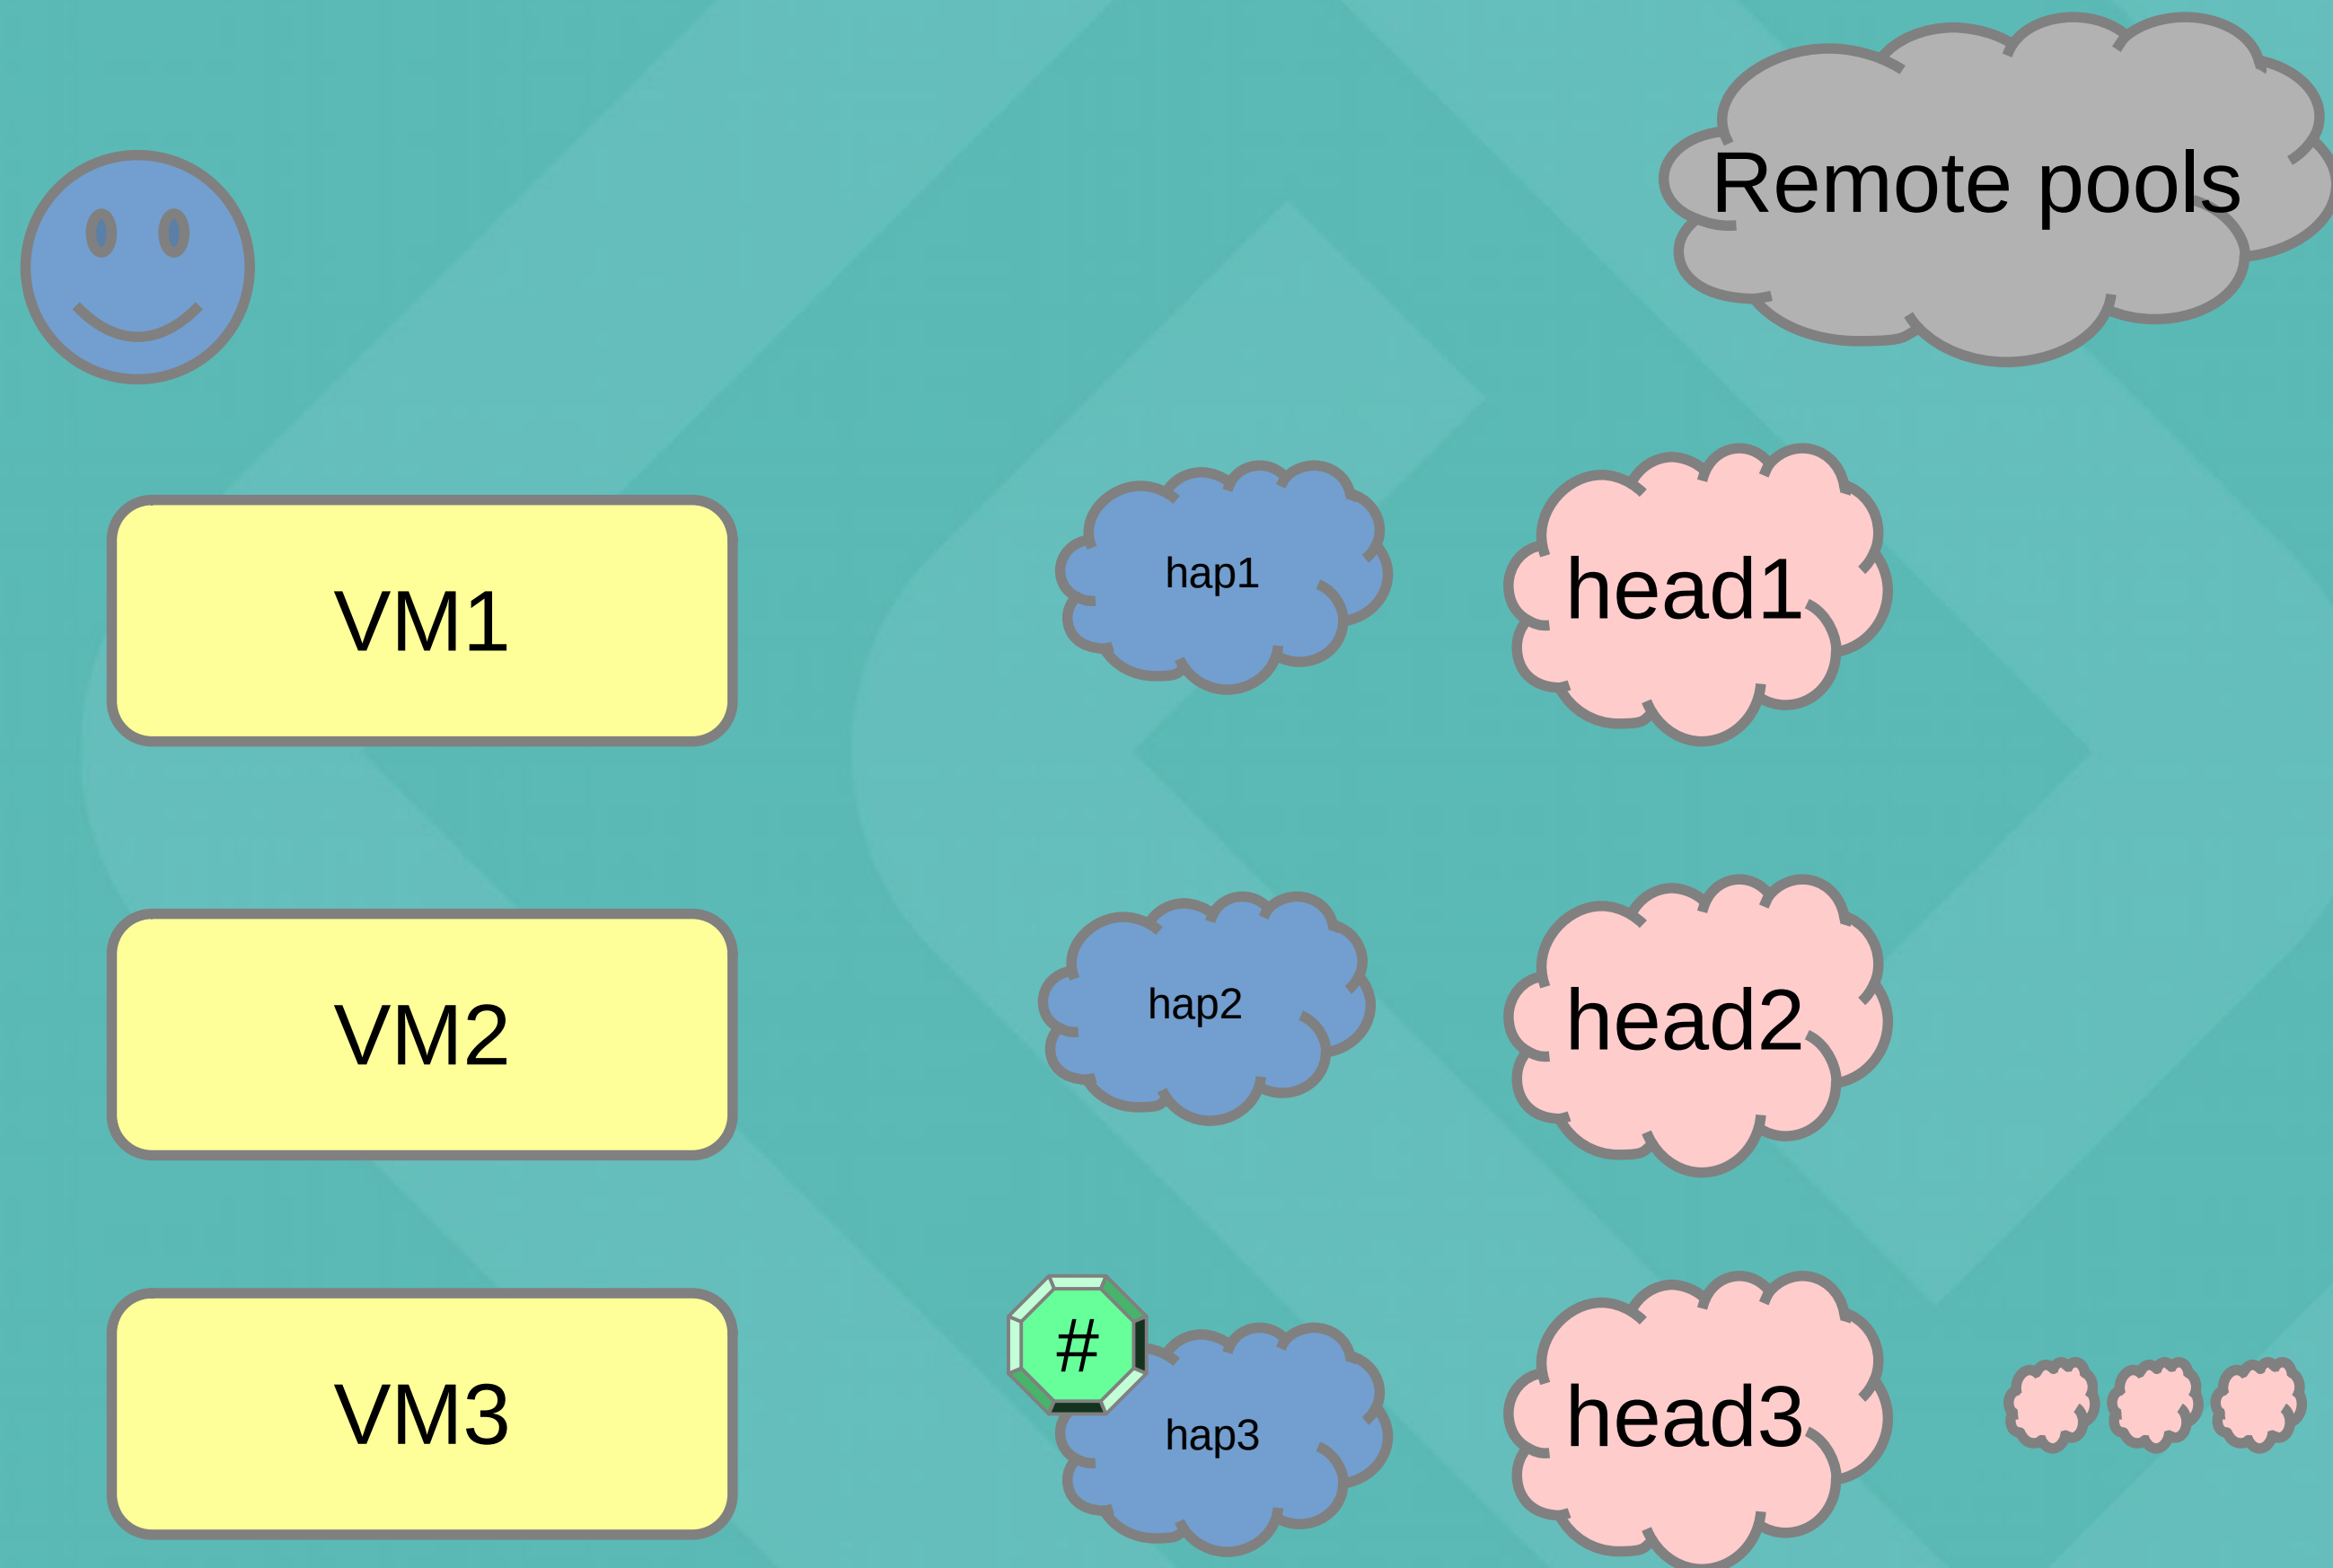 Remote pools
VM1
hap1
head1
VM2
hap2
head2
#
VM3
hap3
head3